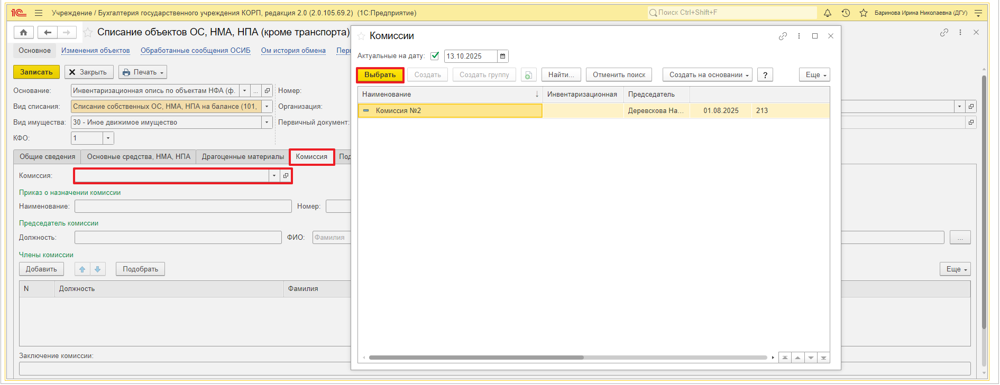 1С Учреждение / Бухгалтерия государственного учреждения КОРП, редакция 2.0 (2.0.105.69.2) (1С:Предприятие) Поиск Ctrl+Shift+F Баринова Ирина Николаевна (ДГУ)
Списание объектов ОС, НМА, НПА (кроме транспорта)
Основное Изменения объектов Обработанные сообщения ОСИБ Ом история обмена
Записать Закрыть Печать
Основание: Инвентаризационная опись по объектам НФА (ф. ... Номер:
Вид списания: Списание собственных ОС, НМА, НПА на балансе (101, Организация:
Вид имущества: 30 - Иное движимое имущество Первичный документ:
КФО: 1
Общие сведения Основные средства, НМА, НПА Драгоценные материалы Комиссия
Комиссия:
Приказ о назначении комиссии
Наименование: Номер:
Председатель комиссии
Должность: ФИО: Фамилия ...
Члены комиссии
Добавить Подобрать Еще
N Должность Фамилия
Заключение комиссии:
Комиссии
Актуальные на дату: 13.10.2025
Выбрать Создать Создать группу Найти... Отменить поиск Создать на основании ? Еще
Наименование ↓ Инвентаризационная Председатель
Комиссия №2 Деревскова На... 01.08.2025 213